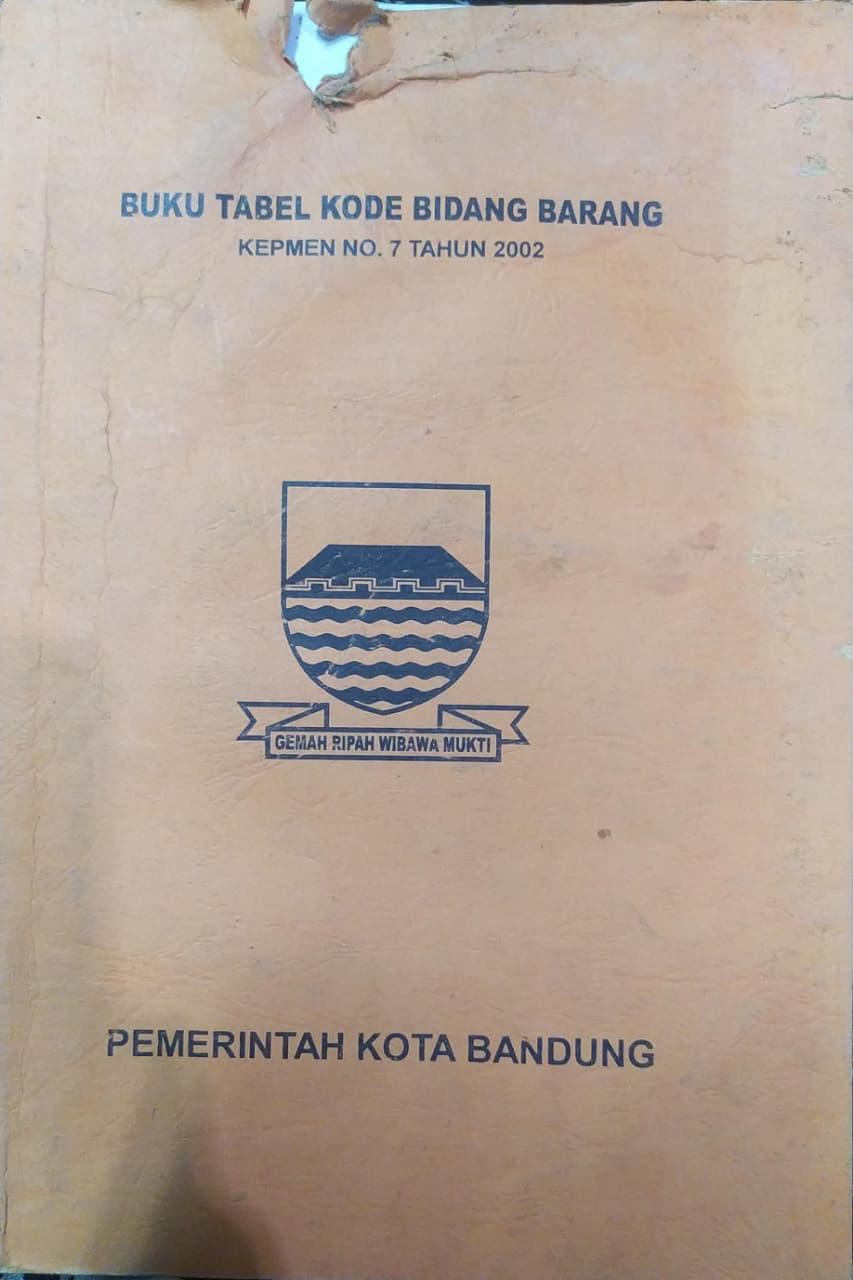 BUKU TABEL KODE BIDANG BARANG
KEPMEN NO. 7 TAHUN 2002
GEMAH RIPAH WIBAWA MUKTI
PEMERINTAH KOTA BANDUNG